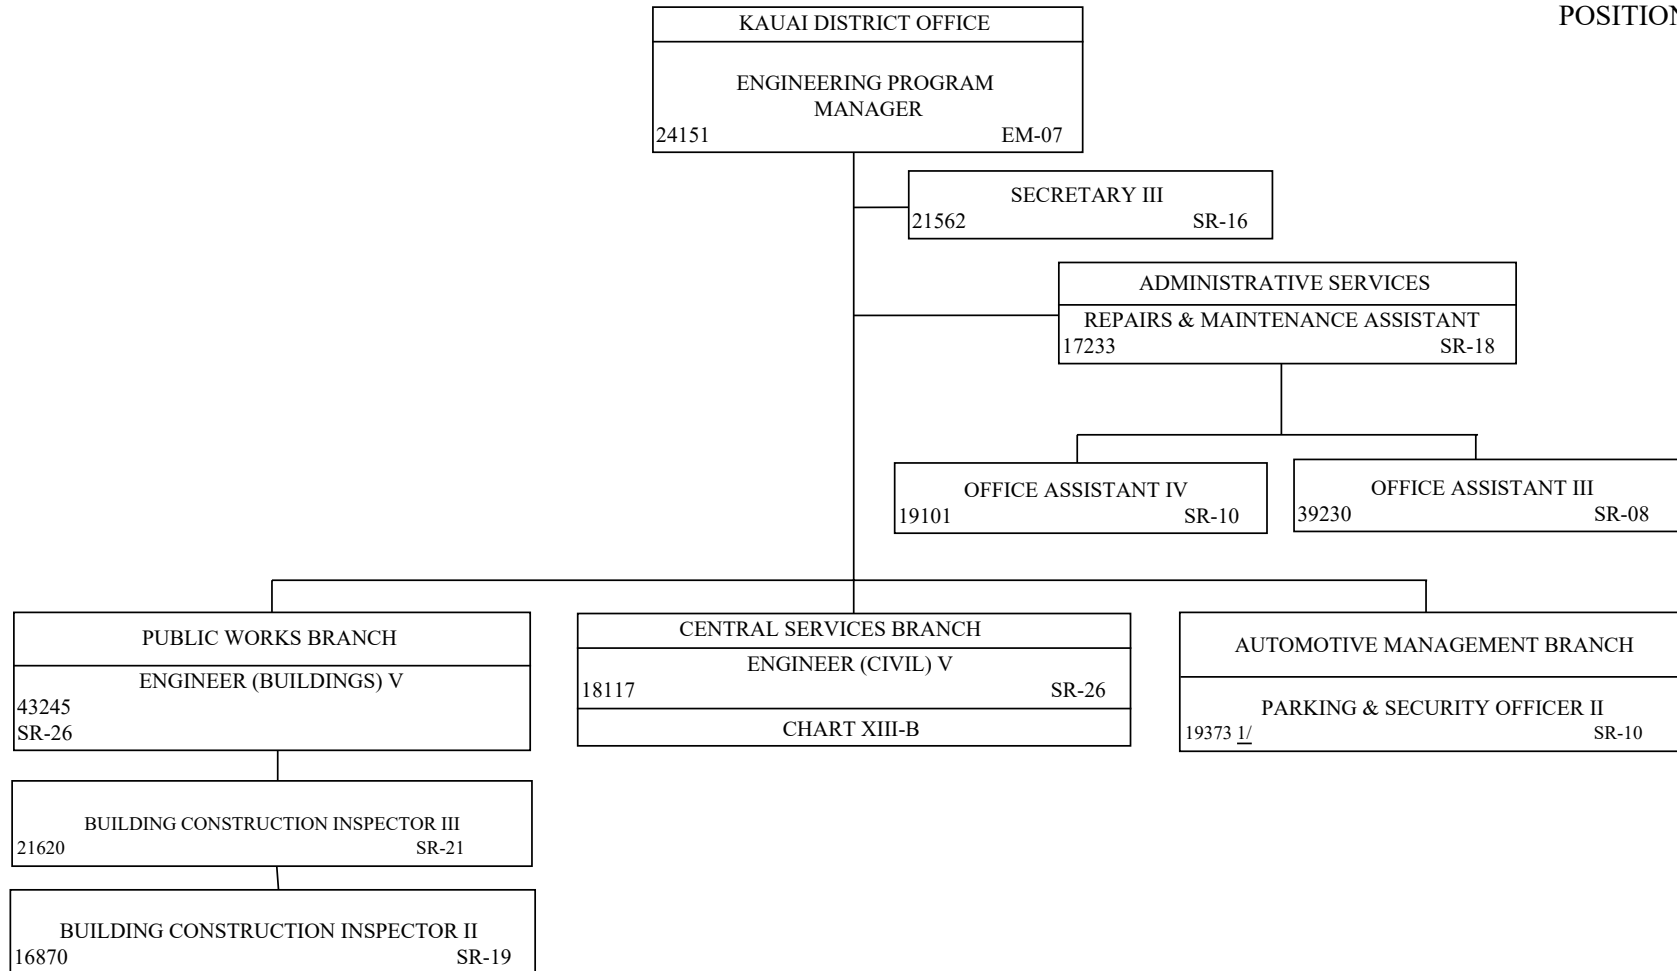 POSITION
KAUAI DISTRICT OFFICE
ENGINEERING PROGRAM
MANAGER
24151 EM-07
SECRETARY III
21562 SR-16
ADMINISTRATIVE SERVICES
REPAIRS & MAINTENANCE ASSISTANT
17233 SR-18
OFFICE ASSISTANT IV
19101 SR-10
OFFICE ASSISTANT III
39230 SR-08
PUBLIC WORKS BRANCH
ENGINEER (BUILDINGS) V
43245
SR-26
BUILDING CONSTRUCTION INSPECTOR III
21620 SR-21
BUILDING CONSTRUCTION INSPECTOR II
16870 SR-19
CENTRAL SERVICES BRANCH
ENGINEER (CIVIL) V
18117 SR-26
CHART XIII-B
AUTOMOTIVE MANAGEMENT BRANCH
PARKING & SECURITY OFFICER II
19373 1/ SR-10